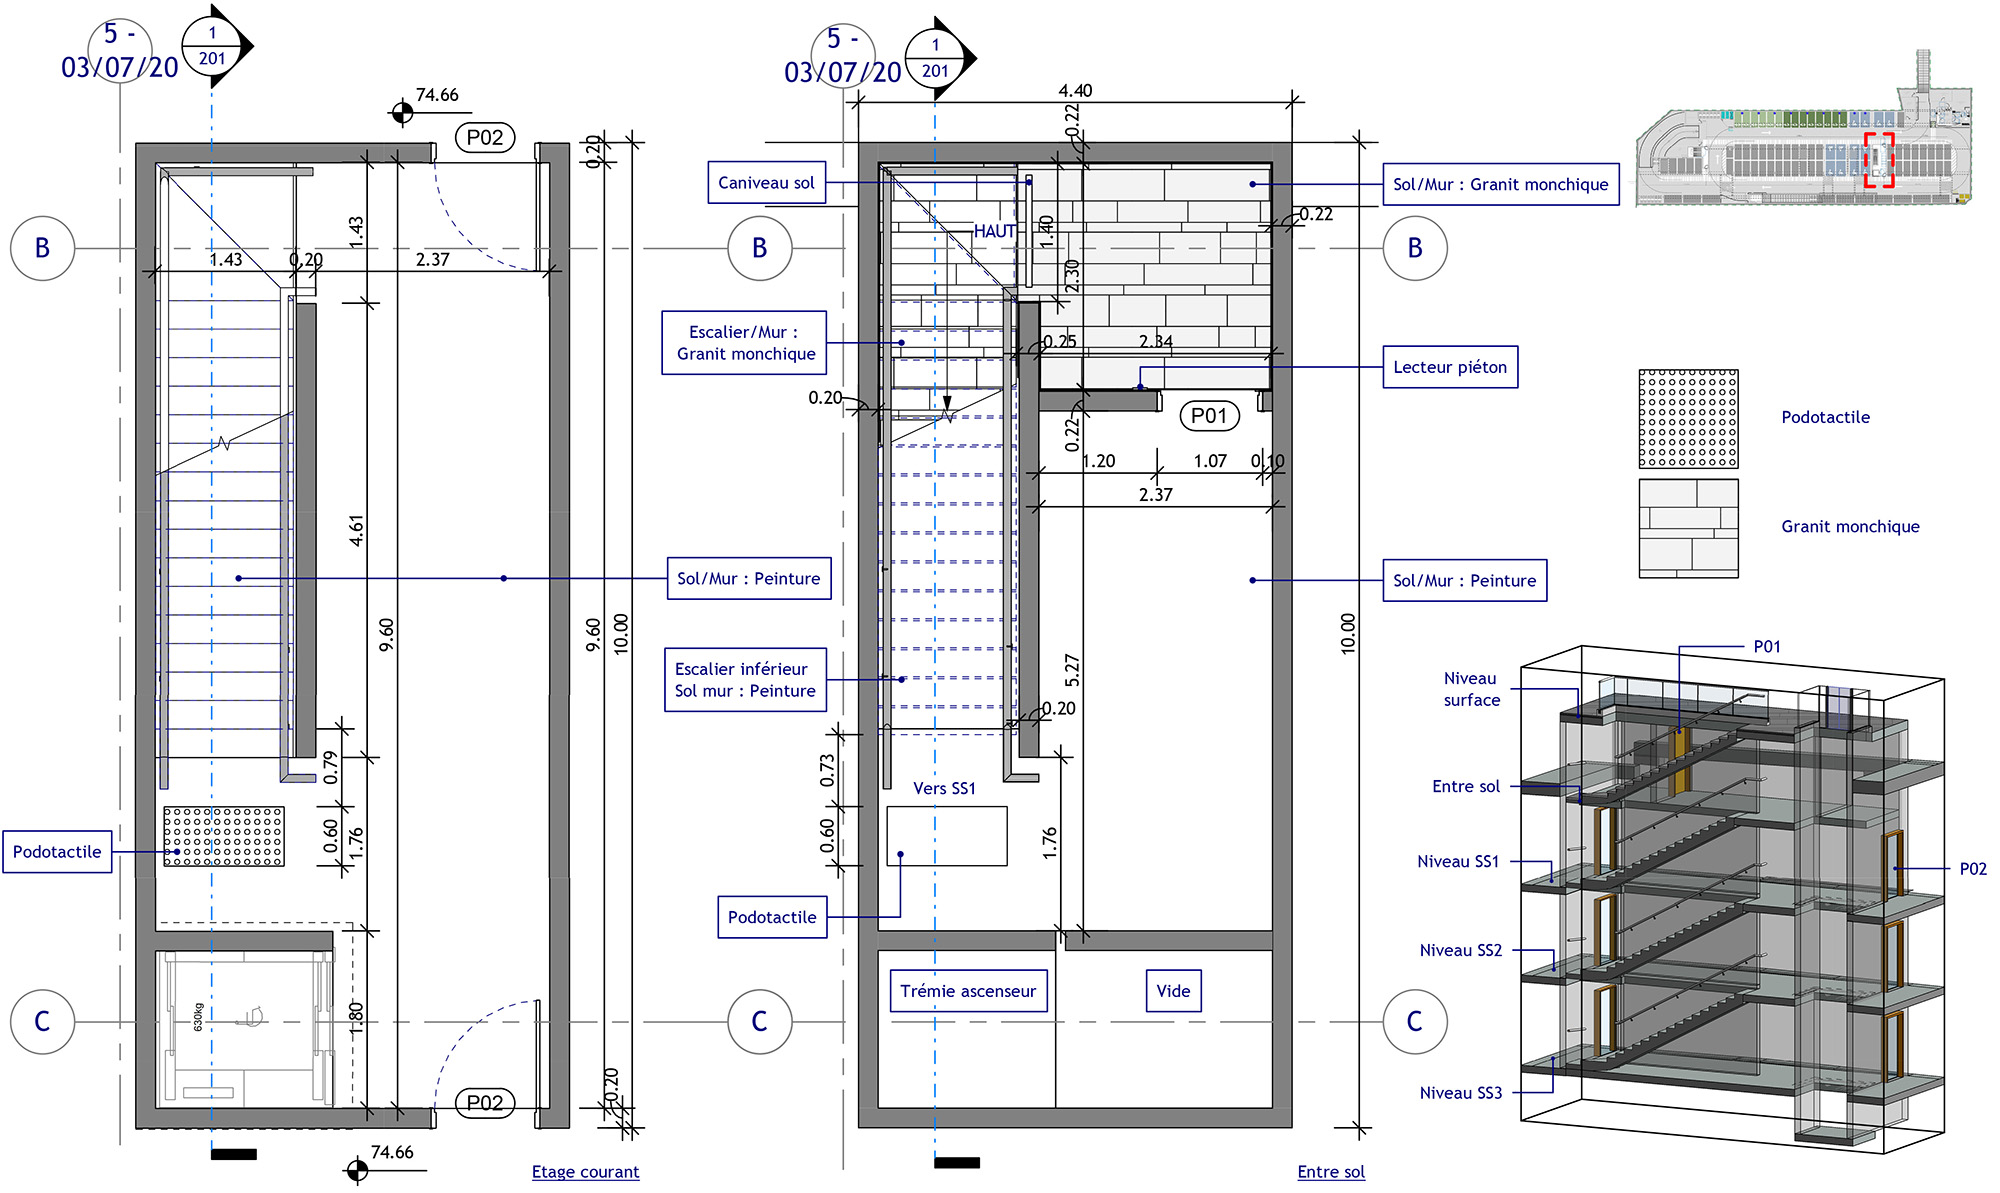 5 -
03/07/20
1
201
74.66
P02
0.20
B
1.43
1.43
0.20
2.37
4.61
9.60
9.60
10.00
Sol/Mur : Peinture
0.79
0.60
1.76
Podotactile
630kg
1.80
C
P02
0.20
74.66
Etage courant
5 -
03/07/20
1
201
4.40
0.22
Caniveau sol
Sol/Mur : Granit monchique
HAUT
1.40
0.22
B
B
2.30
Escalier/Mur :
Granit monchique
0.25
2.34
Lecteur piéton
0.20
P01
0.22
1.20
1.07
0.10
2.37
Sol/Mur : Peinture
10.00
Escalier inférieur
Sol mur : Peinture
5.27
0.20
0.73
Vers SS1
0.60
1.76
Podotactile
Trémie ascenseur
Vide
C
C
Entre sol
Podotactile
Granit monchique
P01
Niveau
surface
Entre sol
Niveau SS1
P02
Niveau SS2
Niveau SS3